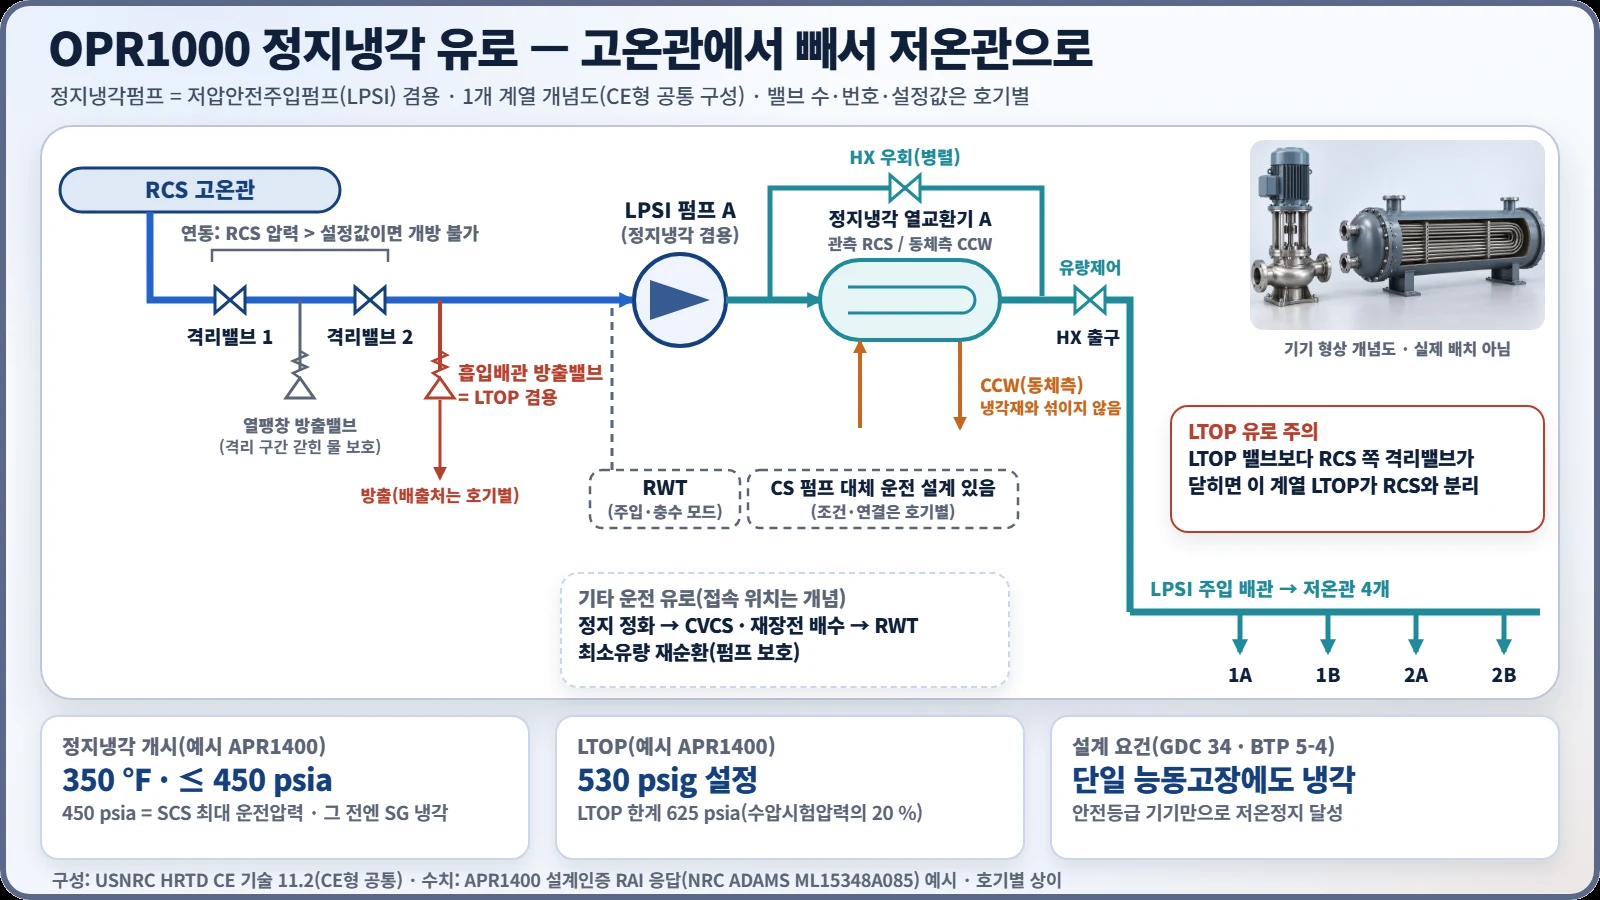 OPR1000 정지냉각 유로 — 고온관에서 빼서 저온관으로
정지냉각펌프 = 저압안전주입펌프(LPSI) 겸용 · 1개 계열 개념도(CE형 공통 구성) · 밸브 수·번호·설정값은 호기별
RCS 고온관
연동: RCS 압력 > 설정값이면 개방 불가
격리밸브 1
격리밸브 2
열팽창 방출밸브
(격리 구간 갇힌 물 보호)
흡입배관 방출밸브
= LTOP 겸용
방출(배출처는 호기별)
LPSI 펌프 A
(정지냉각 겸용)
HX 우회(병렬)
정지냉각 열교환기 A
관측 RCS / 동체측 CCW
유량제어
HX 출구
CCW(동체측)
냉각재와 섞이지 않음
RWT
(주입·충수 모드)
CS 펌프 대체 운전 설계 있음
(조건·연결은 호기별)
기타 운전 유로(접속 위치는 개념)
정지 정화 → CVCS · 재장전 배수 → RWT
최소유량 재순환(펌프 보호)
기기 형상 개념도 · 실제 배치 아님
LTOP 유로 주의
LTOP 밸브보다 RCS 쪽 격리밸브가
닫히면 이 계열 LTOP가 RCS와 분리
LPSI 주입 배관 → 저온관 4개
1A
1B
2A
2B
정지냉각 개시(예시 APR1400)
350 °F · ≤ 450 psia
450 psia = SCS 최대 운전압력 · 그 전엔 SG 냉각
LTOP(예시 APR1400)
530 psig 설정
LTOP 한계 625 psia(수압시험압력의 20 %)
설계 요건(GDC 34 · BTP 5-4)
단일 능동고장에도 냉각
안전등급 기기만으로 저온정지 달성
구성: USNRC HRTD CE 기술 11.2(CE형 공통) · 수치: APR1400 설계인증 RAI 응답(NRC ADAMS ML15348A085) 예시 · 호기별 상이